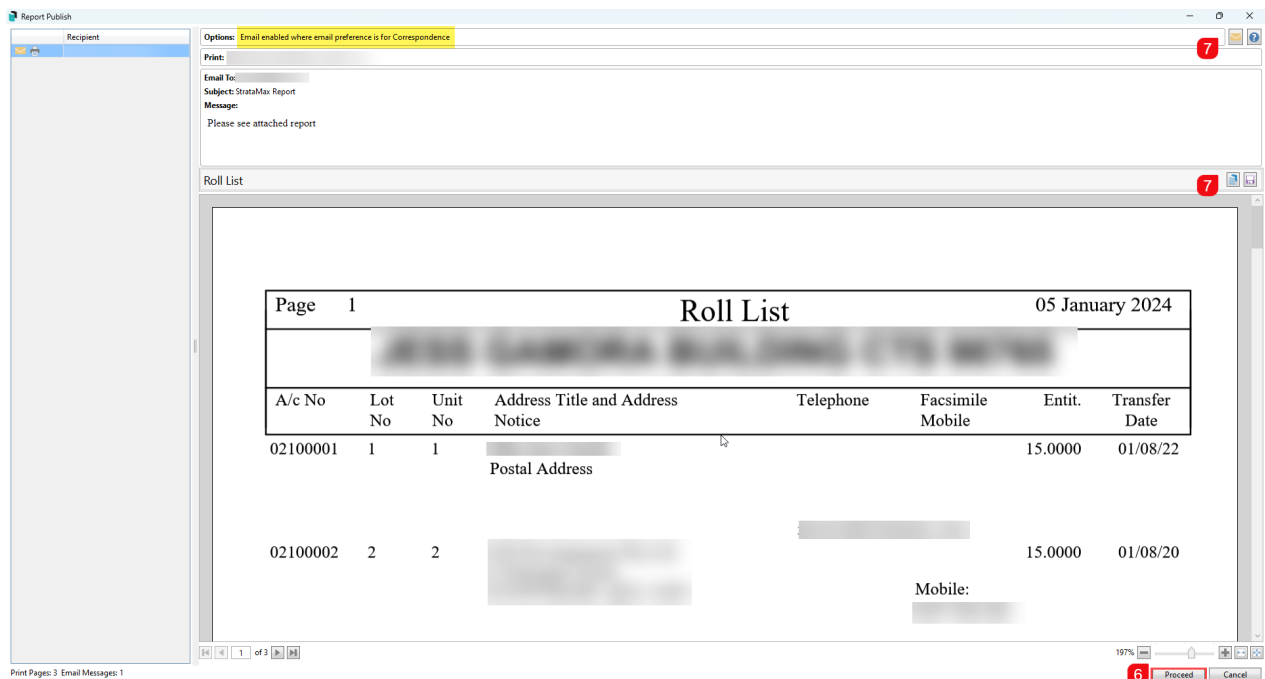 Report Publish
Recipient
Options: Email enabled where email preference is for Correspondence
7
Print:
Email To:
Subject: StrataMax Report
Message:
Please see attached report
Roll List
7
Page 1 Roll List 05 January 2024
A/c No Lot No Unit No Address Title and Address Notice Telephone Facsimile Mobile Entit. Transfer Date
02100001 1 1 15.0000 01/08/22
Postal Address
02100002 2 2 15.0000 01/08/20
Mobile:
1 of 3 197%
Print Pages: 3 Email Messages: 1 6 Proceed Cancel